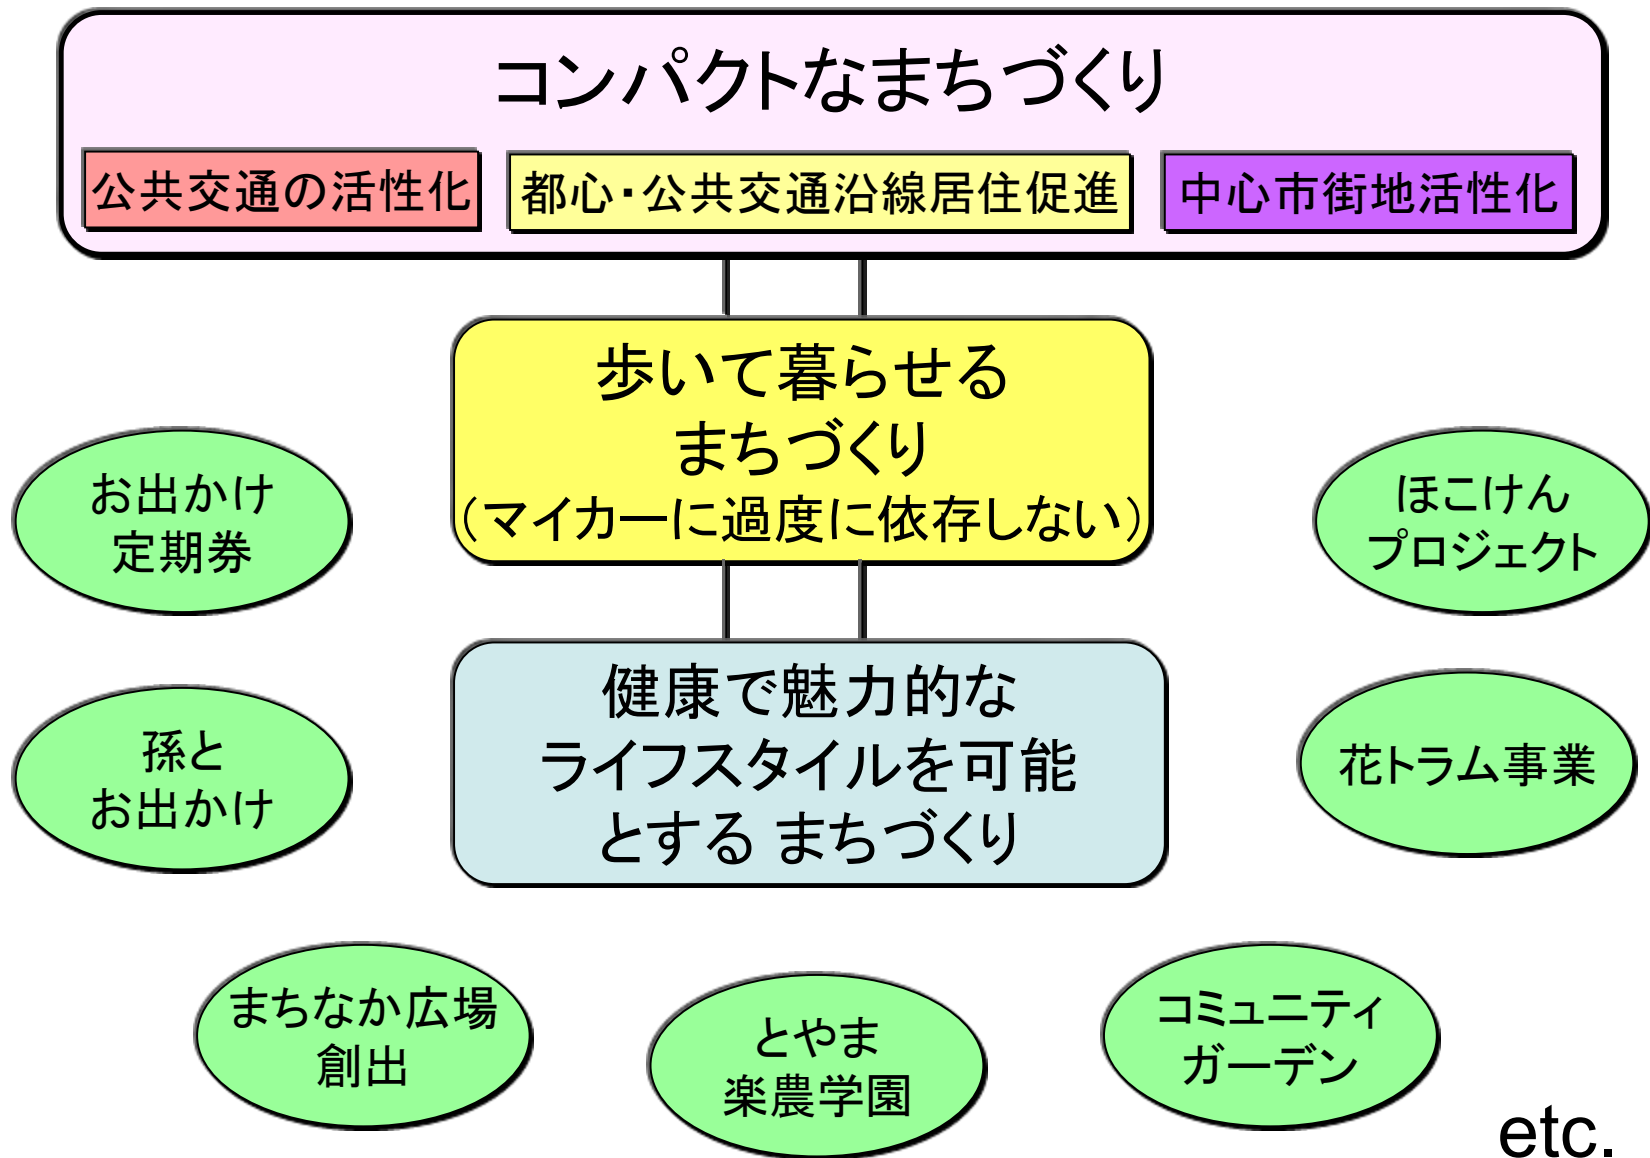 コンパクトなまちづくり
公共交通の活性化
都心・公共交通沿線居住促進
中心市街地活性化
歩いて暮らせる
まちづくり
(マイカーに過度に依存しない)
お出かけ
定期券
ほこけん
プロジェクト
健康で魅力的な
ライフスタイルを可能
とする まちづくり
孫と
お出かけ
花トラム事業
まちなか広場
創出
とやま
楽農学園
コミュニティ
ガーデン
etc.